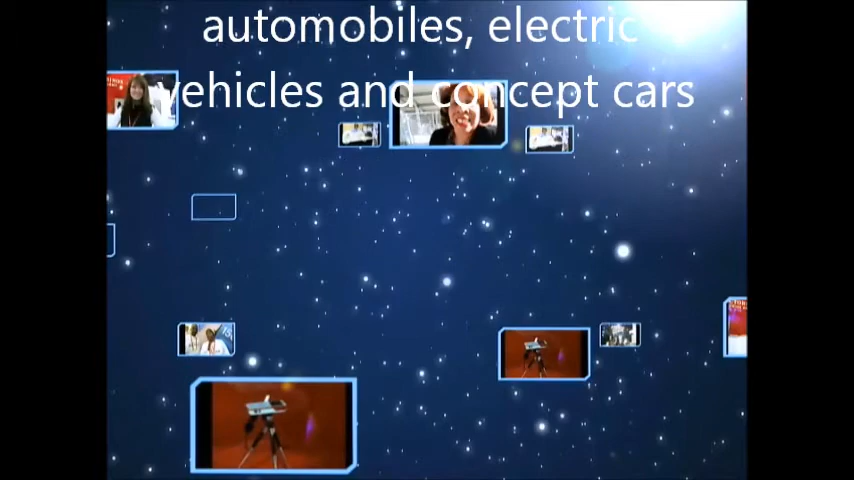 automobiles, electric
vehicles and concept cars